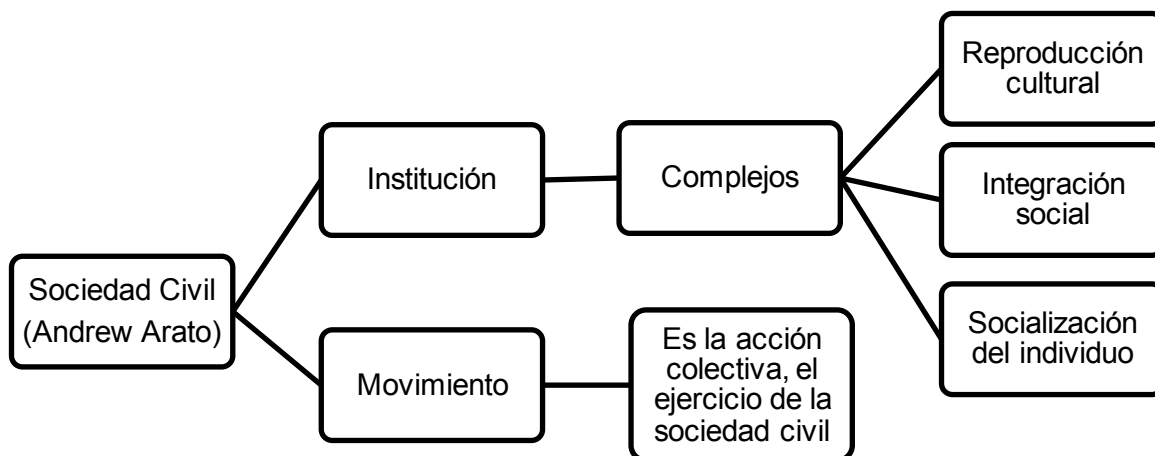 Sociedad Civil
(Andrew Arato)
Institución
Complejos
Reproducción
cultural
Integración
social
Socialización
del individuo
Movimiento
Es la acción
colectiva, el
ejercicio de la
sociedad civil